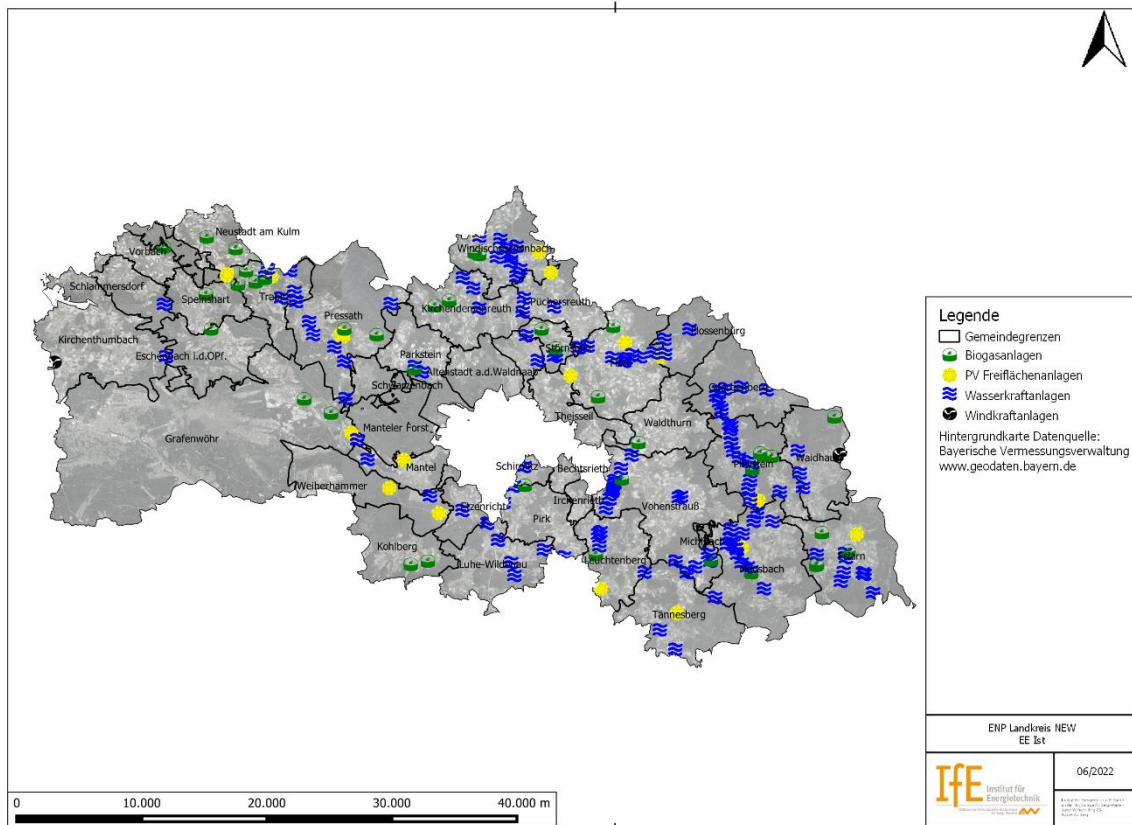 Neustadt am Kulm
Vorbach
Windischeschenbach
Schlammersdorf
Speinshart
Trabitz
Püchersreuth
Kirchendemenreuth
Pressath
Kirchenthumbach
Flossenbürg
Störnstein
Eschenbach i.d.OPf.
Parkstein
Altenstadt a.d.Waldnaab
Schwarzenbach
Georgenberg
Theisseil
Waldthurn
Manteler Forst
Grafenwöhr
Waidhaus
Mantel
Schirmitz
Bechtsrieth
Pleystein
Weiherhammer
Irchenrieth
Vohenstrauß
Etzenricht
Pirk
Kohlberg
Leuchtenberg
Luhe-Wildenau
Moosbach
Eslarn
Tännesberg
Legende
Gemeindegrenzen
Biogasanlagen
PV Freiflächenanlagen
Wasserkraftanlagen
Windkraftanlagen
Hintergrundkarte Datenquelle:
Bayerische Vermessungsverwaltung
www.geodaten.bayern.de
ENP Landkreis NEW
EE Ist
IfE Institut für
Energietechnik
06/2022
0 10.000 20.000 30.000 40.000 m